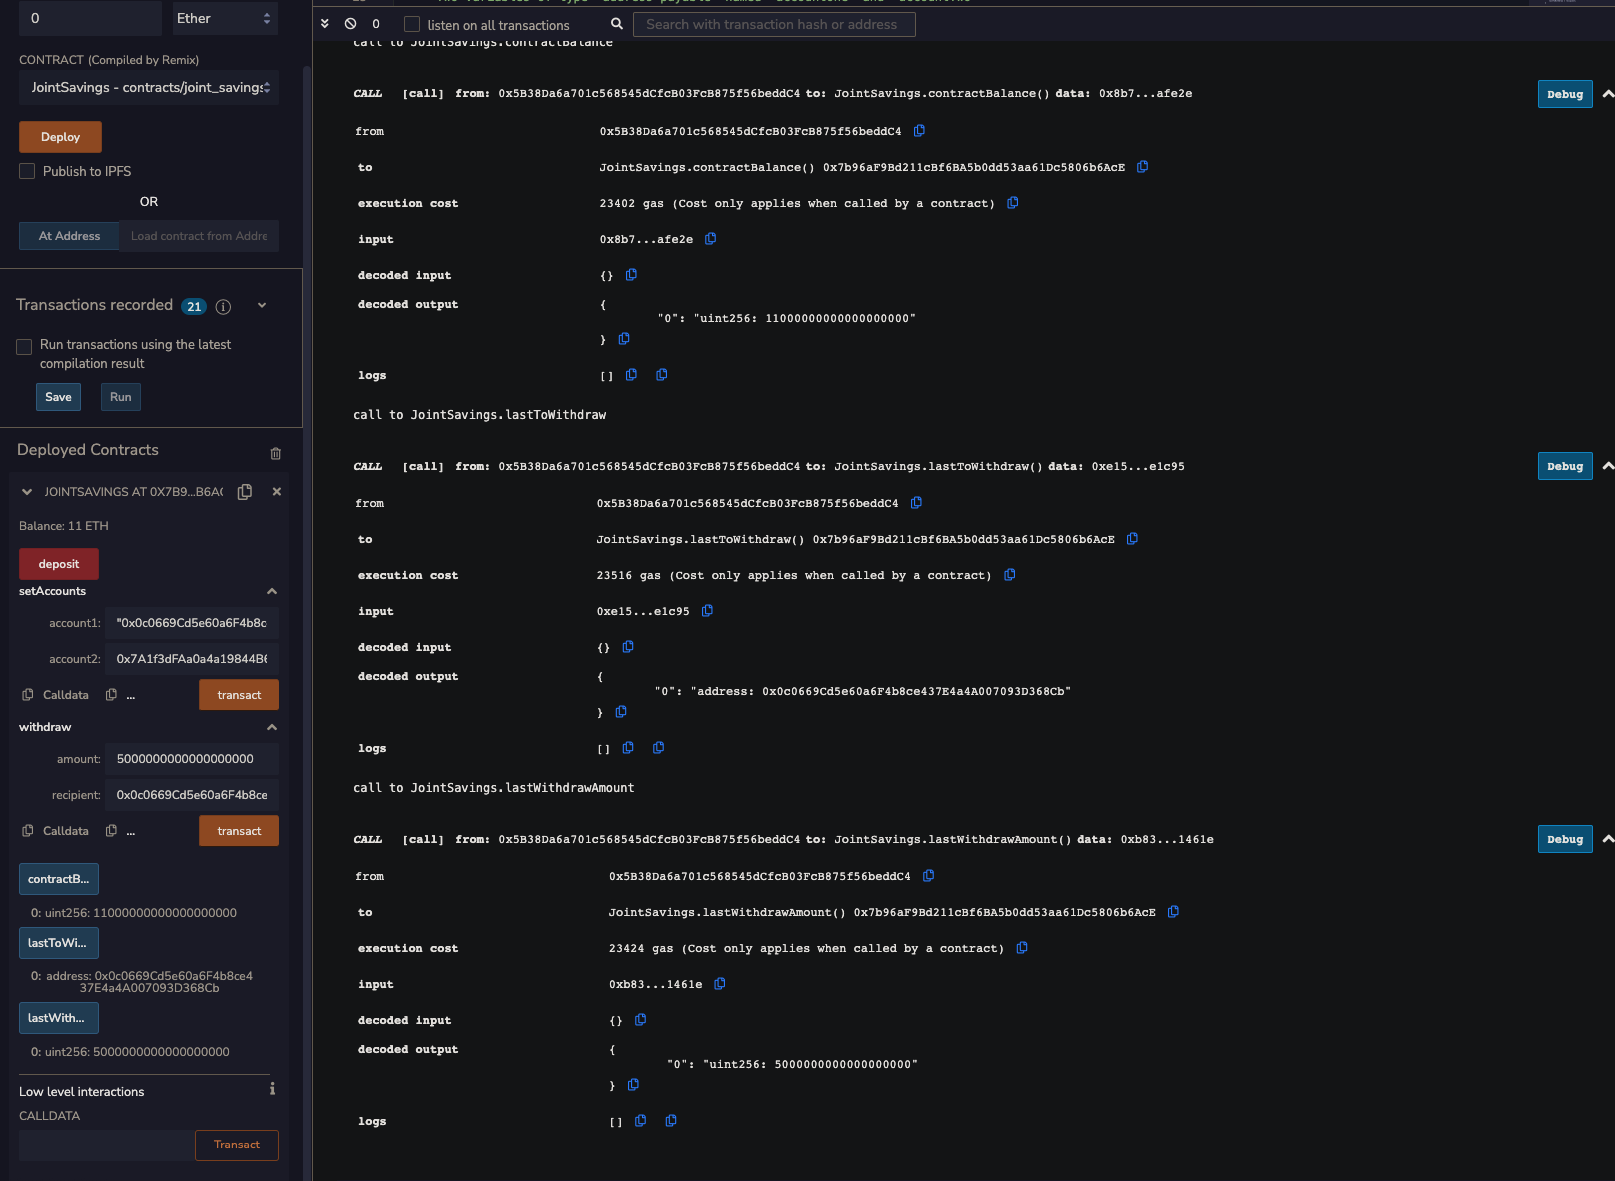 0
Ether
CONTRACT (Compiled by Remix)
JointSavings - contracts/joint_savings
Deploy
Publish to IPFS
OR
At Address
Load contract from Addre
Transactions recorded 21
Run transactions using the latest
compilation result
Save
Run
Deployed Contracts
JOINTSAVINGS AT 0X7B9...B6A
Balance: 11 ETH
deposit
setAccounts
account1: "0x0c0669Cd5e60a6F4b8c
account2: 0x7A1f3dFAa0a4a19844B6
Calldata ... transact
withdraw
amount: 5000000000000000000
recipient: 0x0c0669Cd5e60a6F4b8ce
Calldata ... transact
contractB...
0: uint256: 11000000000000000000
lastToWi...
0: address: 0x0c0669Cd5e60a6F4b8ce4
37E4a4A007093D368Cb
lastWith...
0: uint256: 5000000000000000000
Low level interactions
CALLDATA
Transact
0 listen on all transactions Search with transaction hash or address
call to JointSavings.contractBalance
CALL [call] from: 0x5B38Da6a701c568545dCfcB03FcB875f56beddC4 to: JointSavings.contractBalance() data: 0x8b7...afe2e Debug
from 0x5B38Da6a701c568545dCfcB03FcB875f56beddC4
to JointSavings.contractBalance() 0x7b96aF9Bd211cBf6BA5b0dd53aa61Dc5806b6AcE
execution cost 23402 gas (Cost only applies when called by a contract)
input 0x8b7...afe2e
decoded input {}
decoded output {
"0": "uint256: 11000000000000000000"
}
logs []
call to JointSavings.lastToWithdraw
CALL [call] from: 0x5B38Da6a701c568545dCfcB03FcB875f56beddC4 to: JointSavings.lastToWithdraw() data: 0xe15...e1c95 Debug
from 0x5B38Da6a701c568545dCfcB03FcB875f56beddC4
to JointSavings.lastToWithdraw() 0x7b96aF9Bd211cBf6BA5b0dd53aa61Dc5806b6AcE
execution cost 23516 gas (Cost only applies when called by a contract)
input 0xe15...e1c95
decoded input {}
decoded output {
"0": "address: 0x0c0669Cd5e60a6F4b8ce437E4a4A007093D368Cb"
}
logs []
call to JointSavings.lastWithdrawAmount
CALL [call] from: 0x5B38Da6a701c568545dCfcB03FcB875f56beddC4 to: JointSavings.lastWithdrawAmount() data: 0xb83...1461e Debug
from 0x5B38Da6a701c568545dCfcB03FcB875f56beddC4
to JointSavings.lastWithdrawAmount() 0x7b96aF9Bd211cBf6BA5b0dd53aa61Dc5806b6AcE
execution cost 23424 gas (Cost only applies when called by a contract)
input 0xb83...1461e
decoded input {}
decoded output {
"0": "uint256: 5000000000000000000"
}
logs []